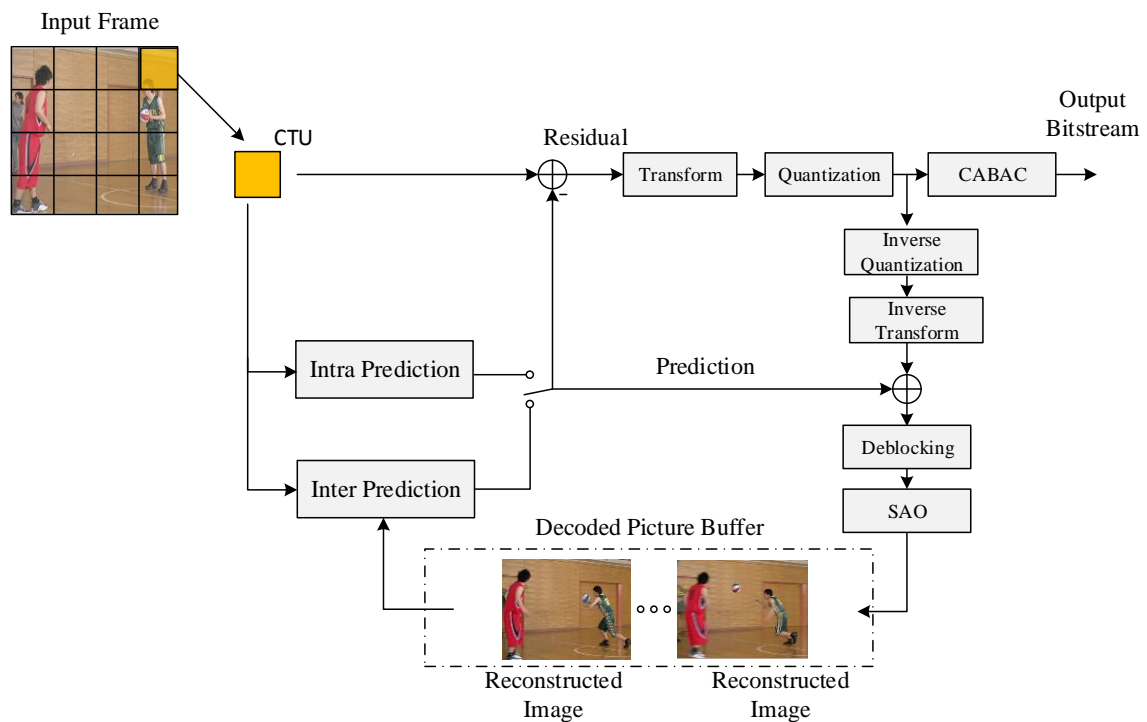 Input Frame
CTU
Residual
Output
Bitstream
Transform
Quantization
CABAC
-
Inverse
Quantization
Inverse
Transform
Intra Prediction
Prediction
Inter Prediction
Deblocking
SAO
Decoded Picture Buffer
Reconstructed
Image
Reconstructed
Image